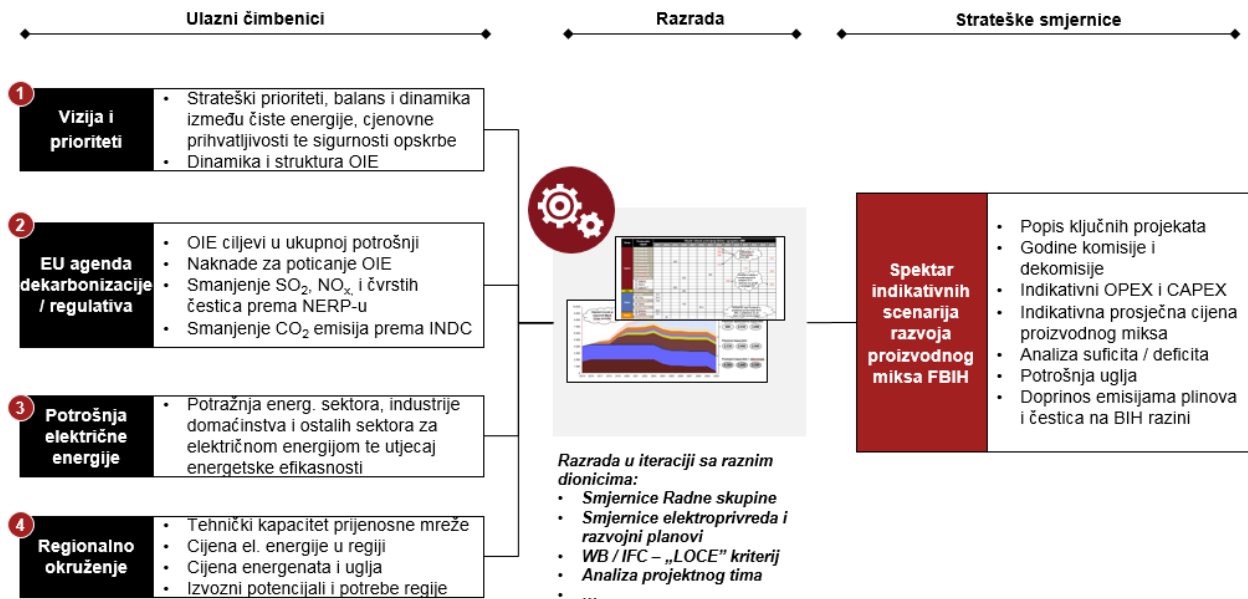 Ulazni čimbenici
Razrada
Strateške smjernice
1
Vizija i
prioriteti
• Strateški prioriteti, balans i dinamika
između čiste energije, cjenovne
prihvatljivosti te sigurnosti opskrbe
• Dinamika i struktura OIE
2
EU agenda
dekarbonizacije
/ regulativa
• OIE ciljevi u ukupnoj potrošnji
• Naknade za poticanje OIE
• Smanjenje SO₂, NOₓ, i čvrstih
čestica prema NERP-u
• Smanjenje CO₂ emisija prema INDC
3
Potrošnja
električne
energije
• Potražnja energ. sektora, industrije
domaćinstva i ostalih sektora za
električnom energijom te utjecaj
energetske efikasnosti
4
Regionalno
okruženje
• Tehnički kapacitet prijenosne mreže
• Cijena el. energije u regiji
• Cijena energenata i uglja
• Izvozni potencijali i potrebe regije
Razrada u iteraciji sa raznim
dionicima:
• Smjernice Radne skupine
• Smjernice elektroprivreda i
razvojni planovi
• WB / IFC – „LOCE” kriterij
• Analiza projektnog tima
• ...
Spektar
indikativnih
scenarija
razvoja
proizvodnog
miksa FBIH
• Popis ključnih projekata
• Godine komisije i
dekomisije
• Indikativni OPEX i CAPEX
• Indikativna prosječna cijena
proizvodnog miksa
• Analiza suficita / deficita
• Potrošnja uglja
• Doprinos emisijama plinova
i čestica na BIH razini